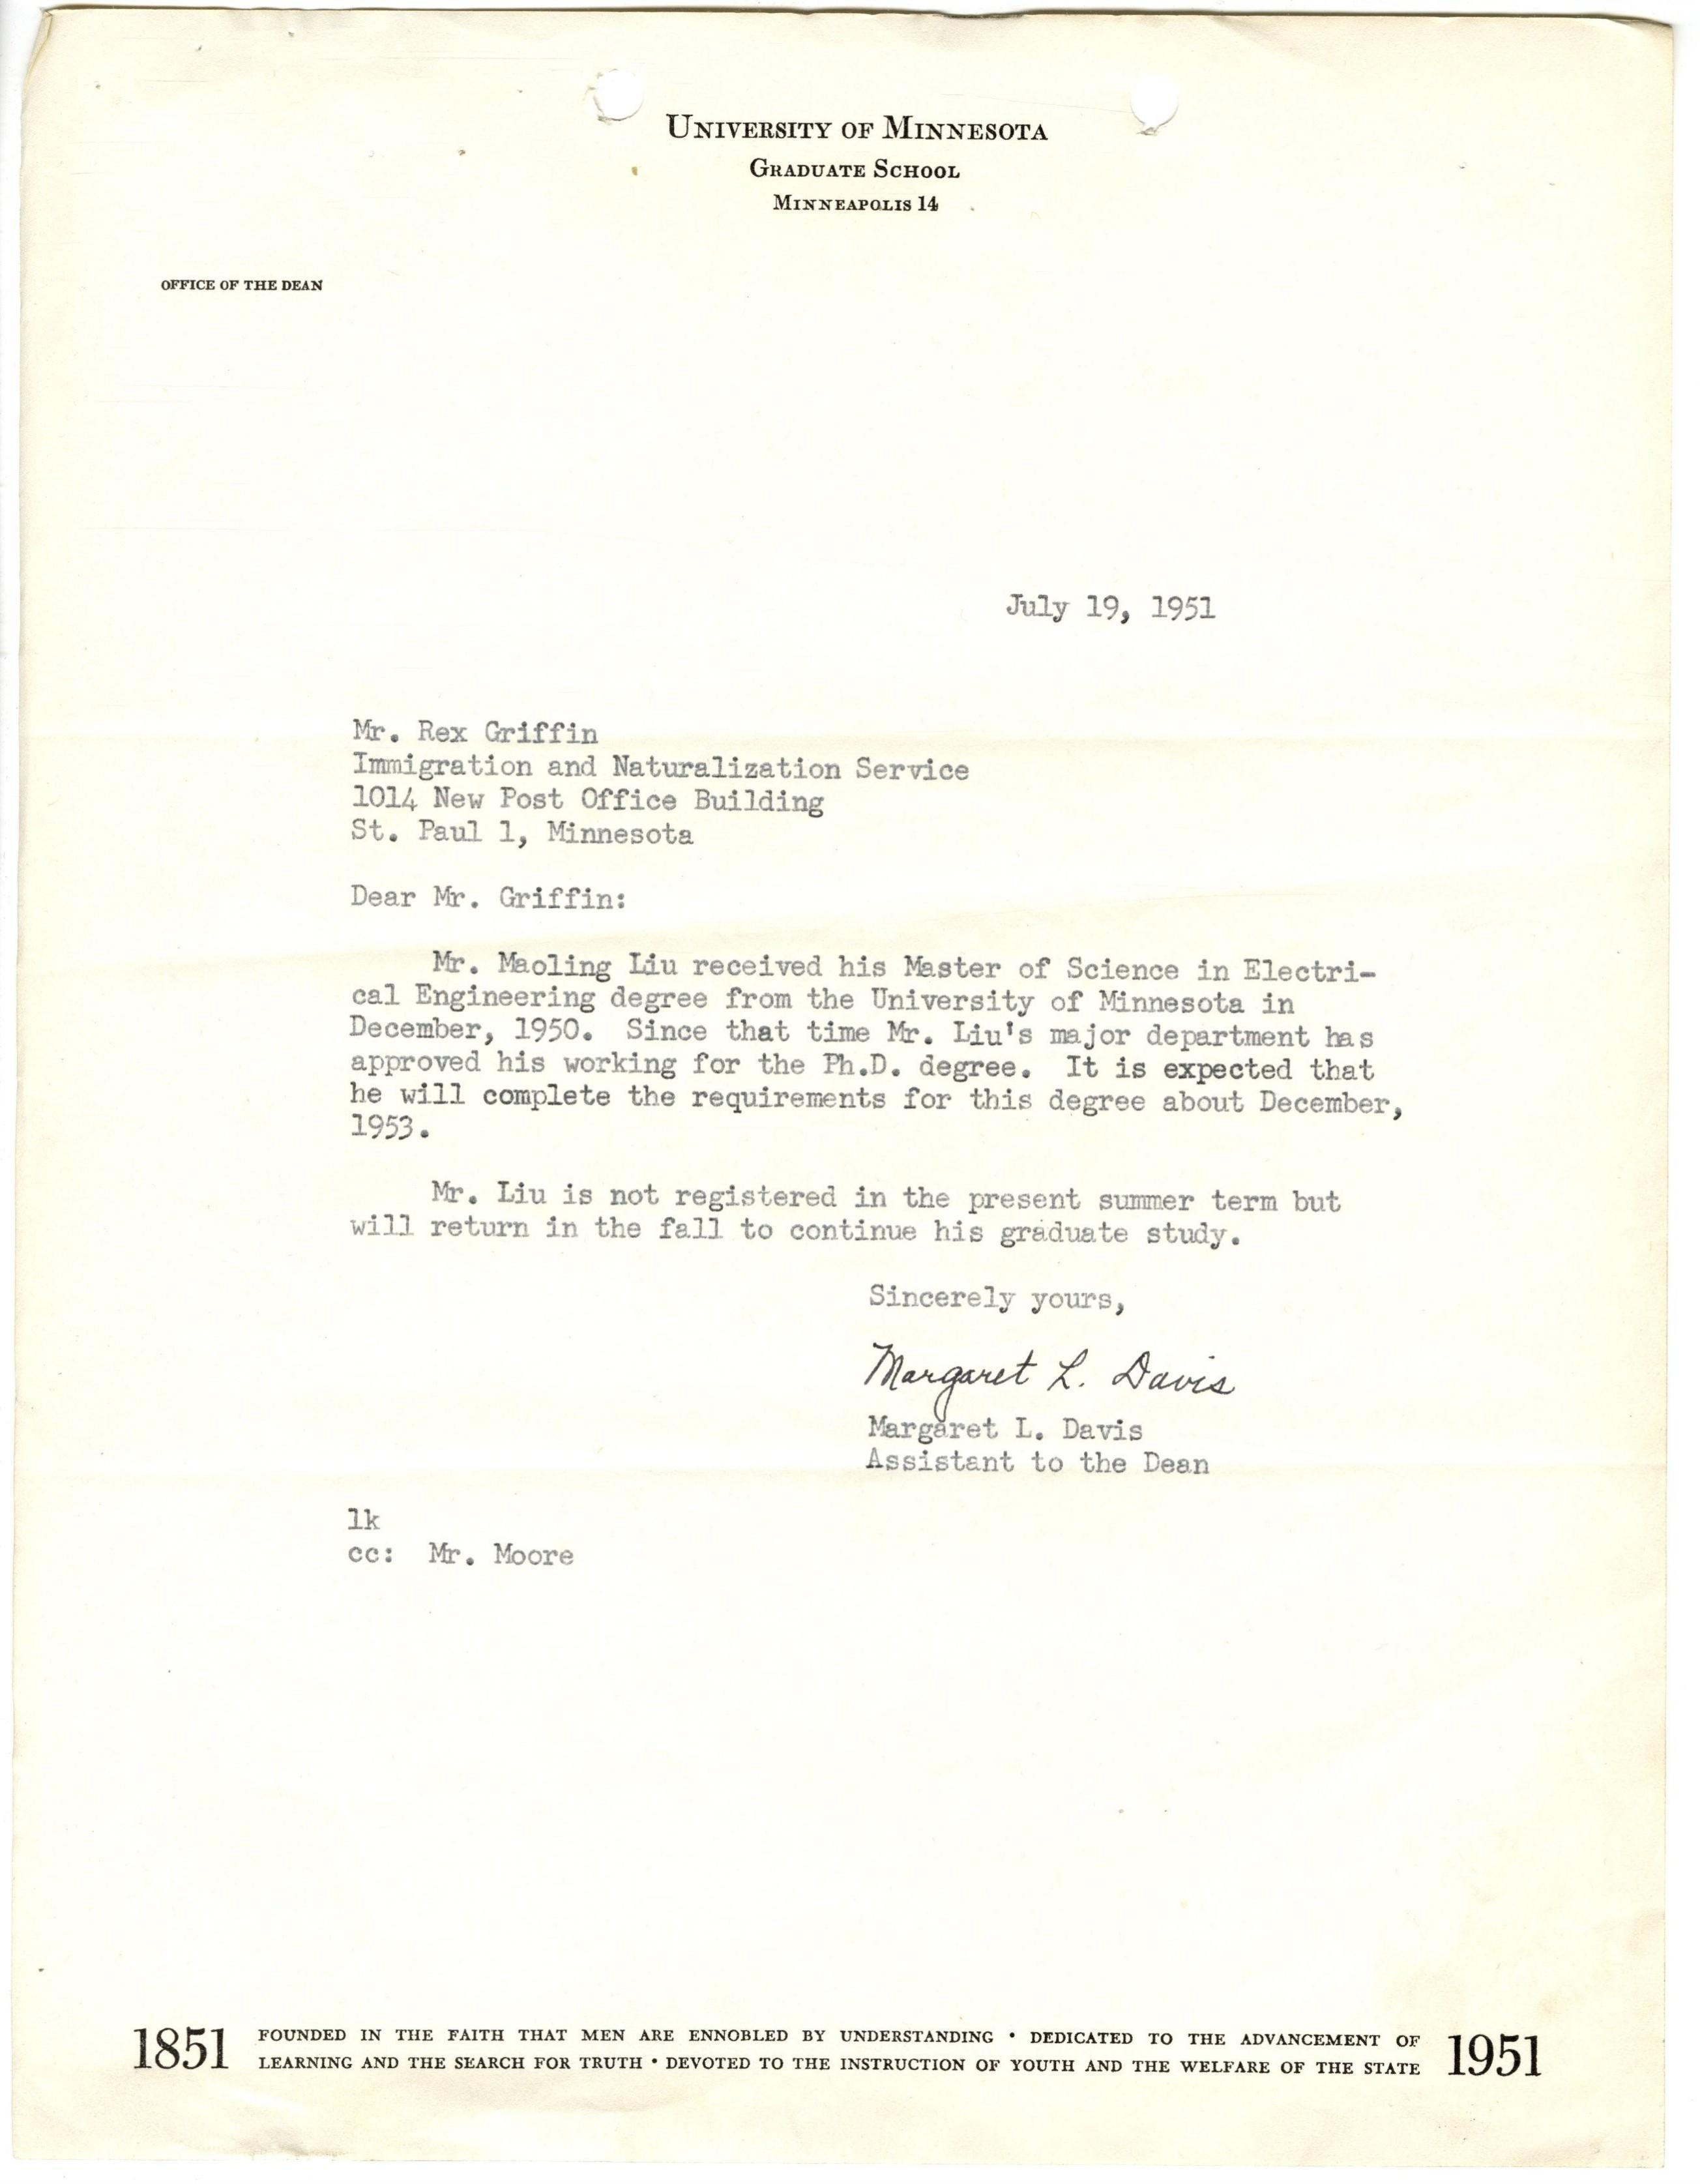 UNIVERSITY OF MINNESOTA
GRADUATE SCHOOL
MINNEAPOLIS 14
OFFICE OF THE DEAN
July 19, 1951
Mr. Rex Griffin
Immigration and Naturalization Service
1014 New Post Office Building
St. Paul 1, Minnesota
Dear Mr. Griffin:
Mr. Maoling Liu received his Master of Science in Electri-
cal Engineering degree from the University of Minnesota in
December, 1950. Since that time Mr. Liu's major department has
approved his working for the Ph.D. degree. It is expected that
he will complete the requirements for this degree about December,
1953.
Mr. Liu is not registered in the present summer term but
will return in the fall to continue his graduate study.
Sincerely yours,
Margaret L. Davis
Margaret L. Davis
Assistant to the Dean
lk
cc: Mr. Moore
1851 FOUNDED IN THE FAITH THAT MEN ARE ENNOBLED BY UNDERSTANDING • DEDICATED TO THE ADVANCEMENT OF
LEARNING AND THE SEARCH FOR TRUTH • DEVOTED TO THE INSTRUCTION OF YOUTH AND THE WELFARE OF THE STATE 1951